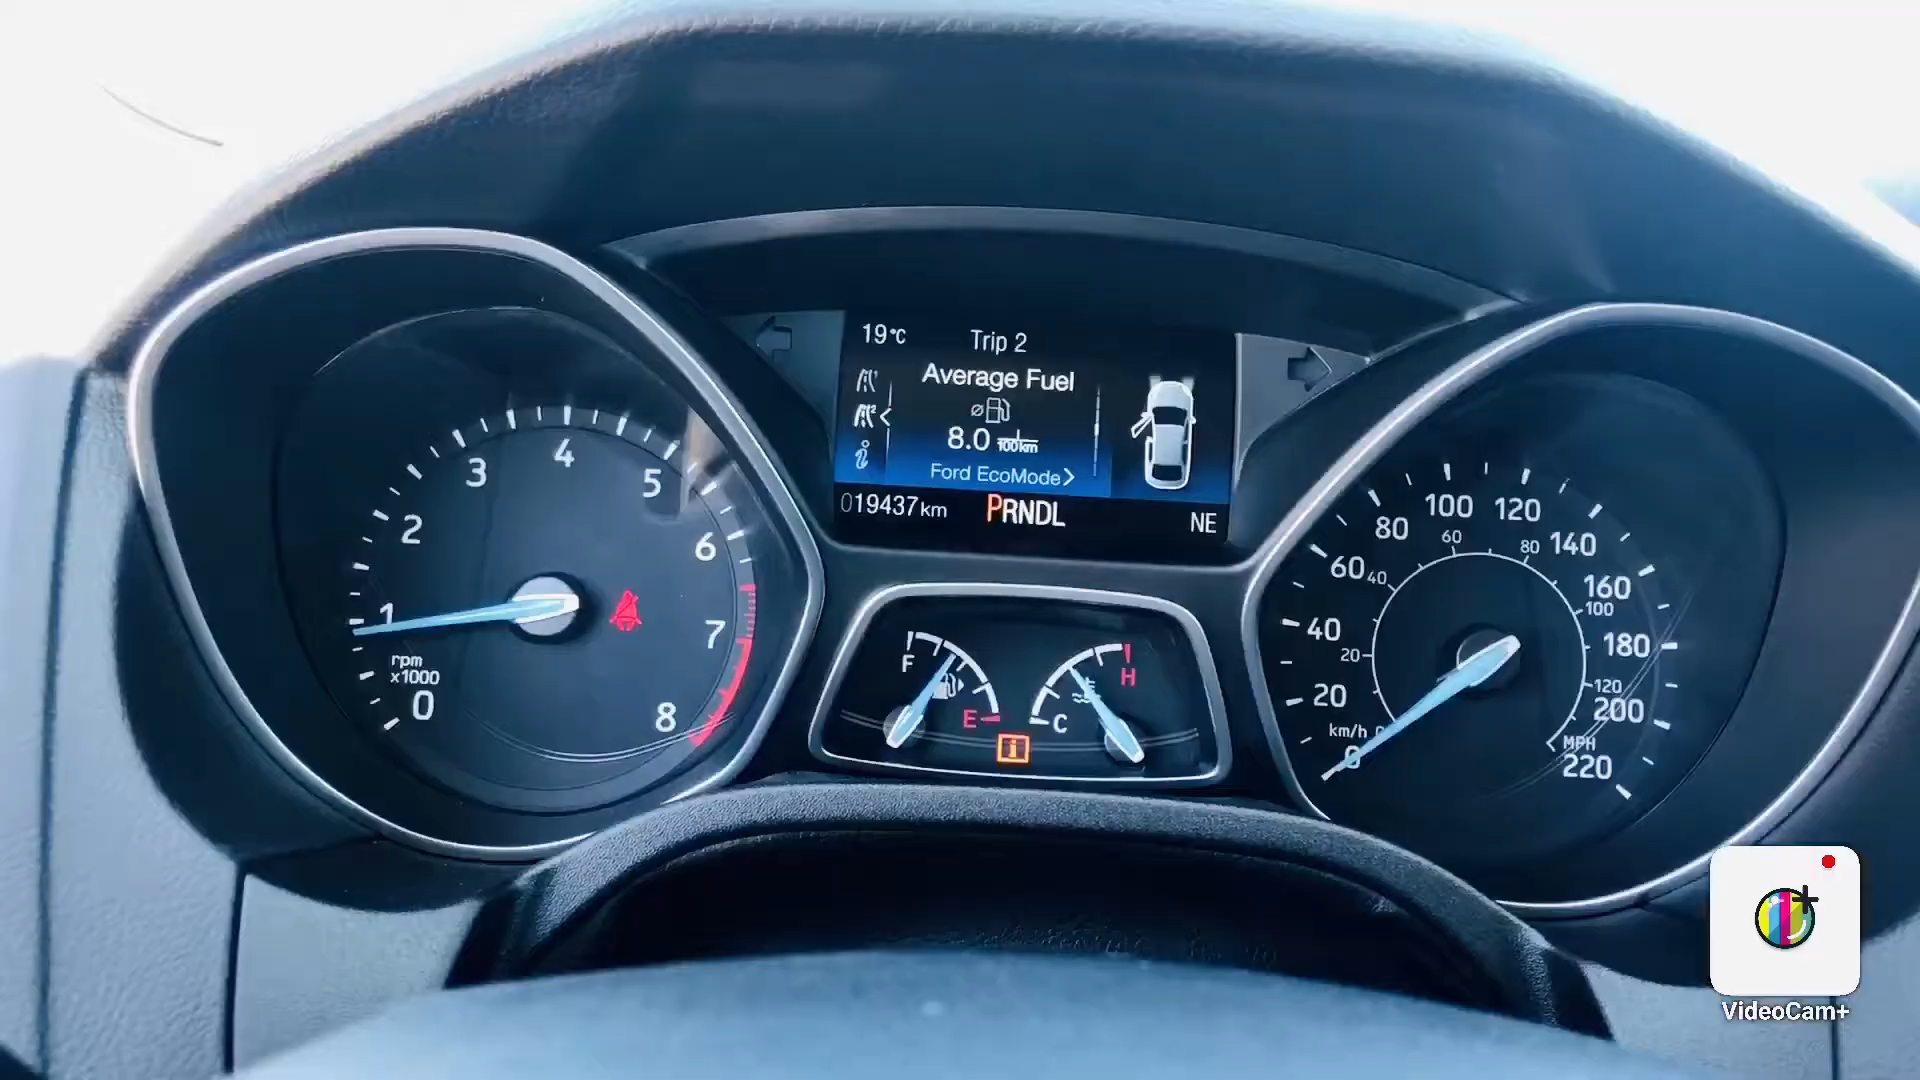 19°C
Trip 2
Average Fuel
8.0 l/100km
Ford EcoMode
019437 km
PRNDL
NE
0
1
2
3
4
5
6
7
8
rpm
x1000
F
E
C
H
0
20
40
60
80
100
120
140
160
180
200
220
km/h
20
40
60
80
100
120
MPH
VideoCam+